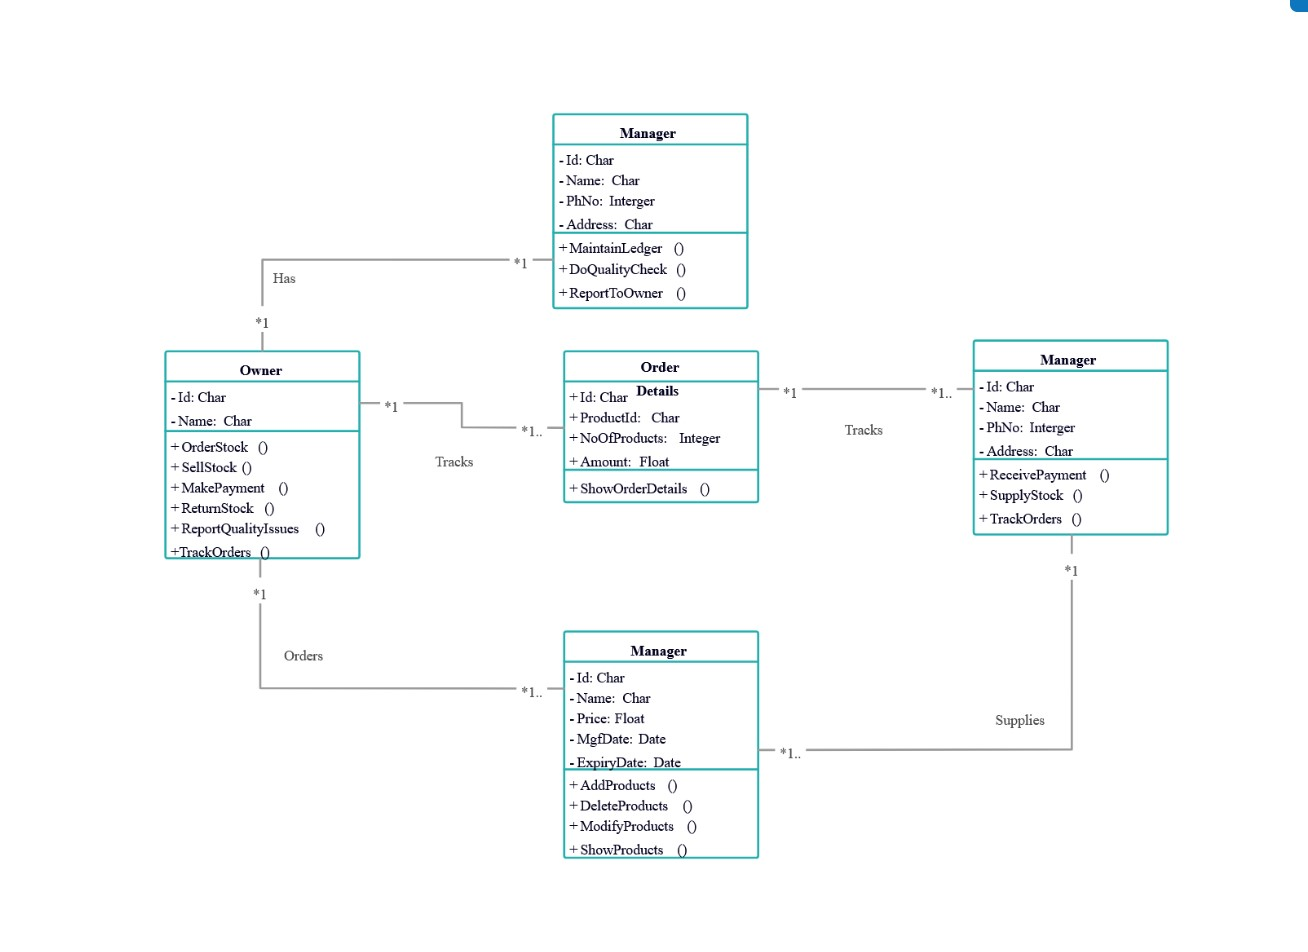 Manager
- Id: Char
- Name: Char
- PhNo: Interger
- Address: Char
+ MaintainLedger ()
+ DoQualityCheck ()
+ ReportToOwner ()
*1
Has
*1
Owner
- Id: Char
- Name: Char
+ OrderStock ()
+ SellStock ()
+ MakePayment ()
+ ReturnStock ()
+ ReportQualityIssues ()
+TrackOrders ()
*1
*1..
Tracks
Order
Details
+ Id: Char
+ ProductId: Char
+ NoOfProducts: Integer
+ Amount: Float
+ ShowOrderDetails ()
*1
*1..
Tracks
Manager
- Id: Char
- Name: Char
- PhNo: Interger
- Address: Char
+ ReceivePayment ()
+ SupplyStock ()
+ TrackOrders ()
*1
*1
Orders
*1..
Manager
- Id: Char
- Name: Char
- Price: Float
- MgfDate: Date
- ExpiryDate: Date
+ AddProducts ()
+ DeleteProducts ()
+ ModifyProducts ()
+ ShowProducts ()
Supplies
*1..